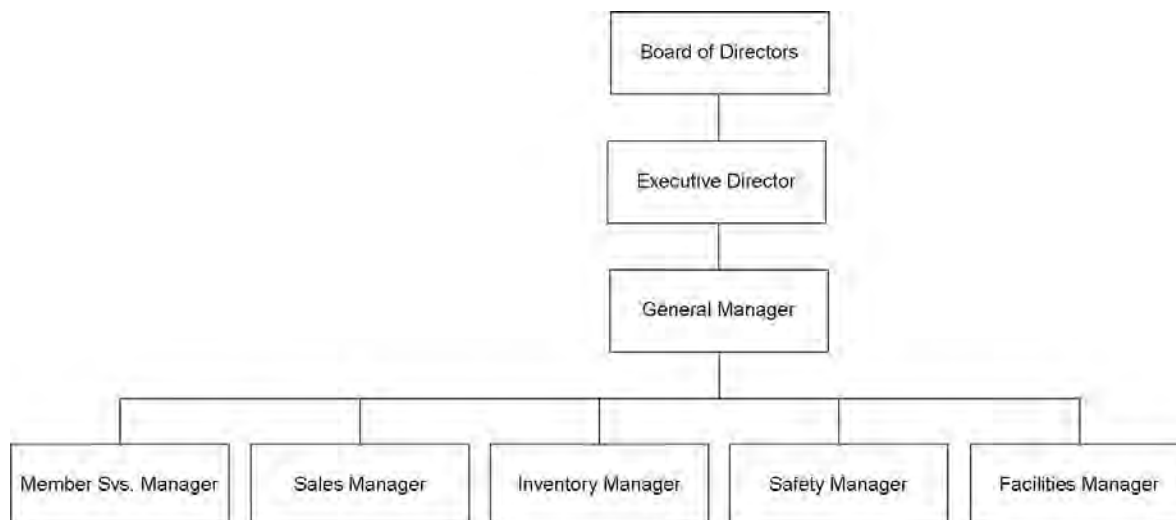 Board of Directors
Executive Director
General Manager
Member Svs. Manager
Sales Manager
Inventory Manager
Safety Manager
Facilities Manager